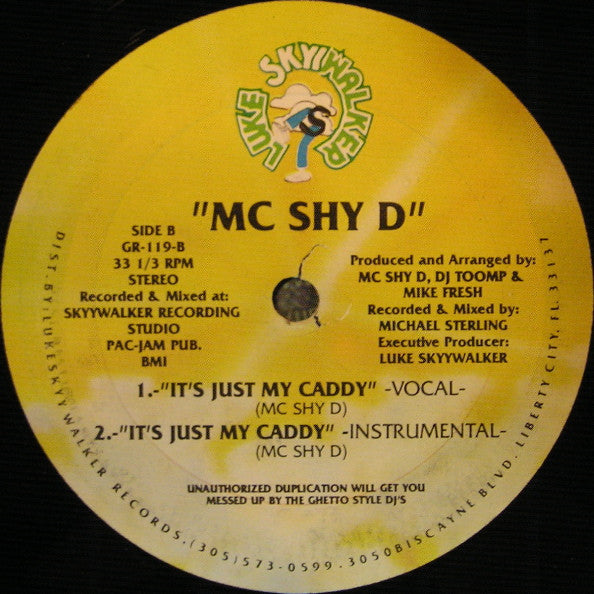 LUKE SKYYWALKER
S
"MC SHY D"
SIDE B
GR-119-B
33 1/3 RPM
STEREO
Recorded & Mixed at:
SKYYWALKER RECORDING
STUDIO
PAC-JAM PUB.
BMI
Produced and Arranged by:
MC SHY D, DJ TOOMP &
MIKE FRESH
Recorded & Mixed by:
MICHAEL STERLING
Executive Producer:
LUKE SKYYWALKER
1.-"IT'S JUST MY CADDY" -VOCAL-
(MC SHY D)
2.-"IT'S JUST MY CADDY" -INSTRUMENTAL-
(MC SHY D)
UNAUTHORIZED DUPLICATION WILL GET YOU
MESSED UP BY THE GHETTO STYLE DJ'S
DIST. BY: LUKE SKYYWALKER RECORDS, (305) 573-0599. 3050 BISCAYNE BLVD. LIBERTY CITY, FL. 33137